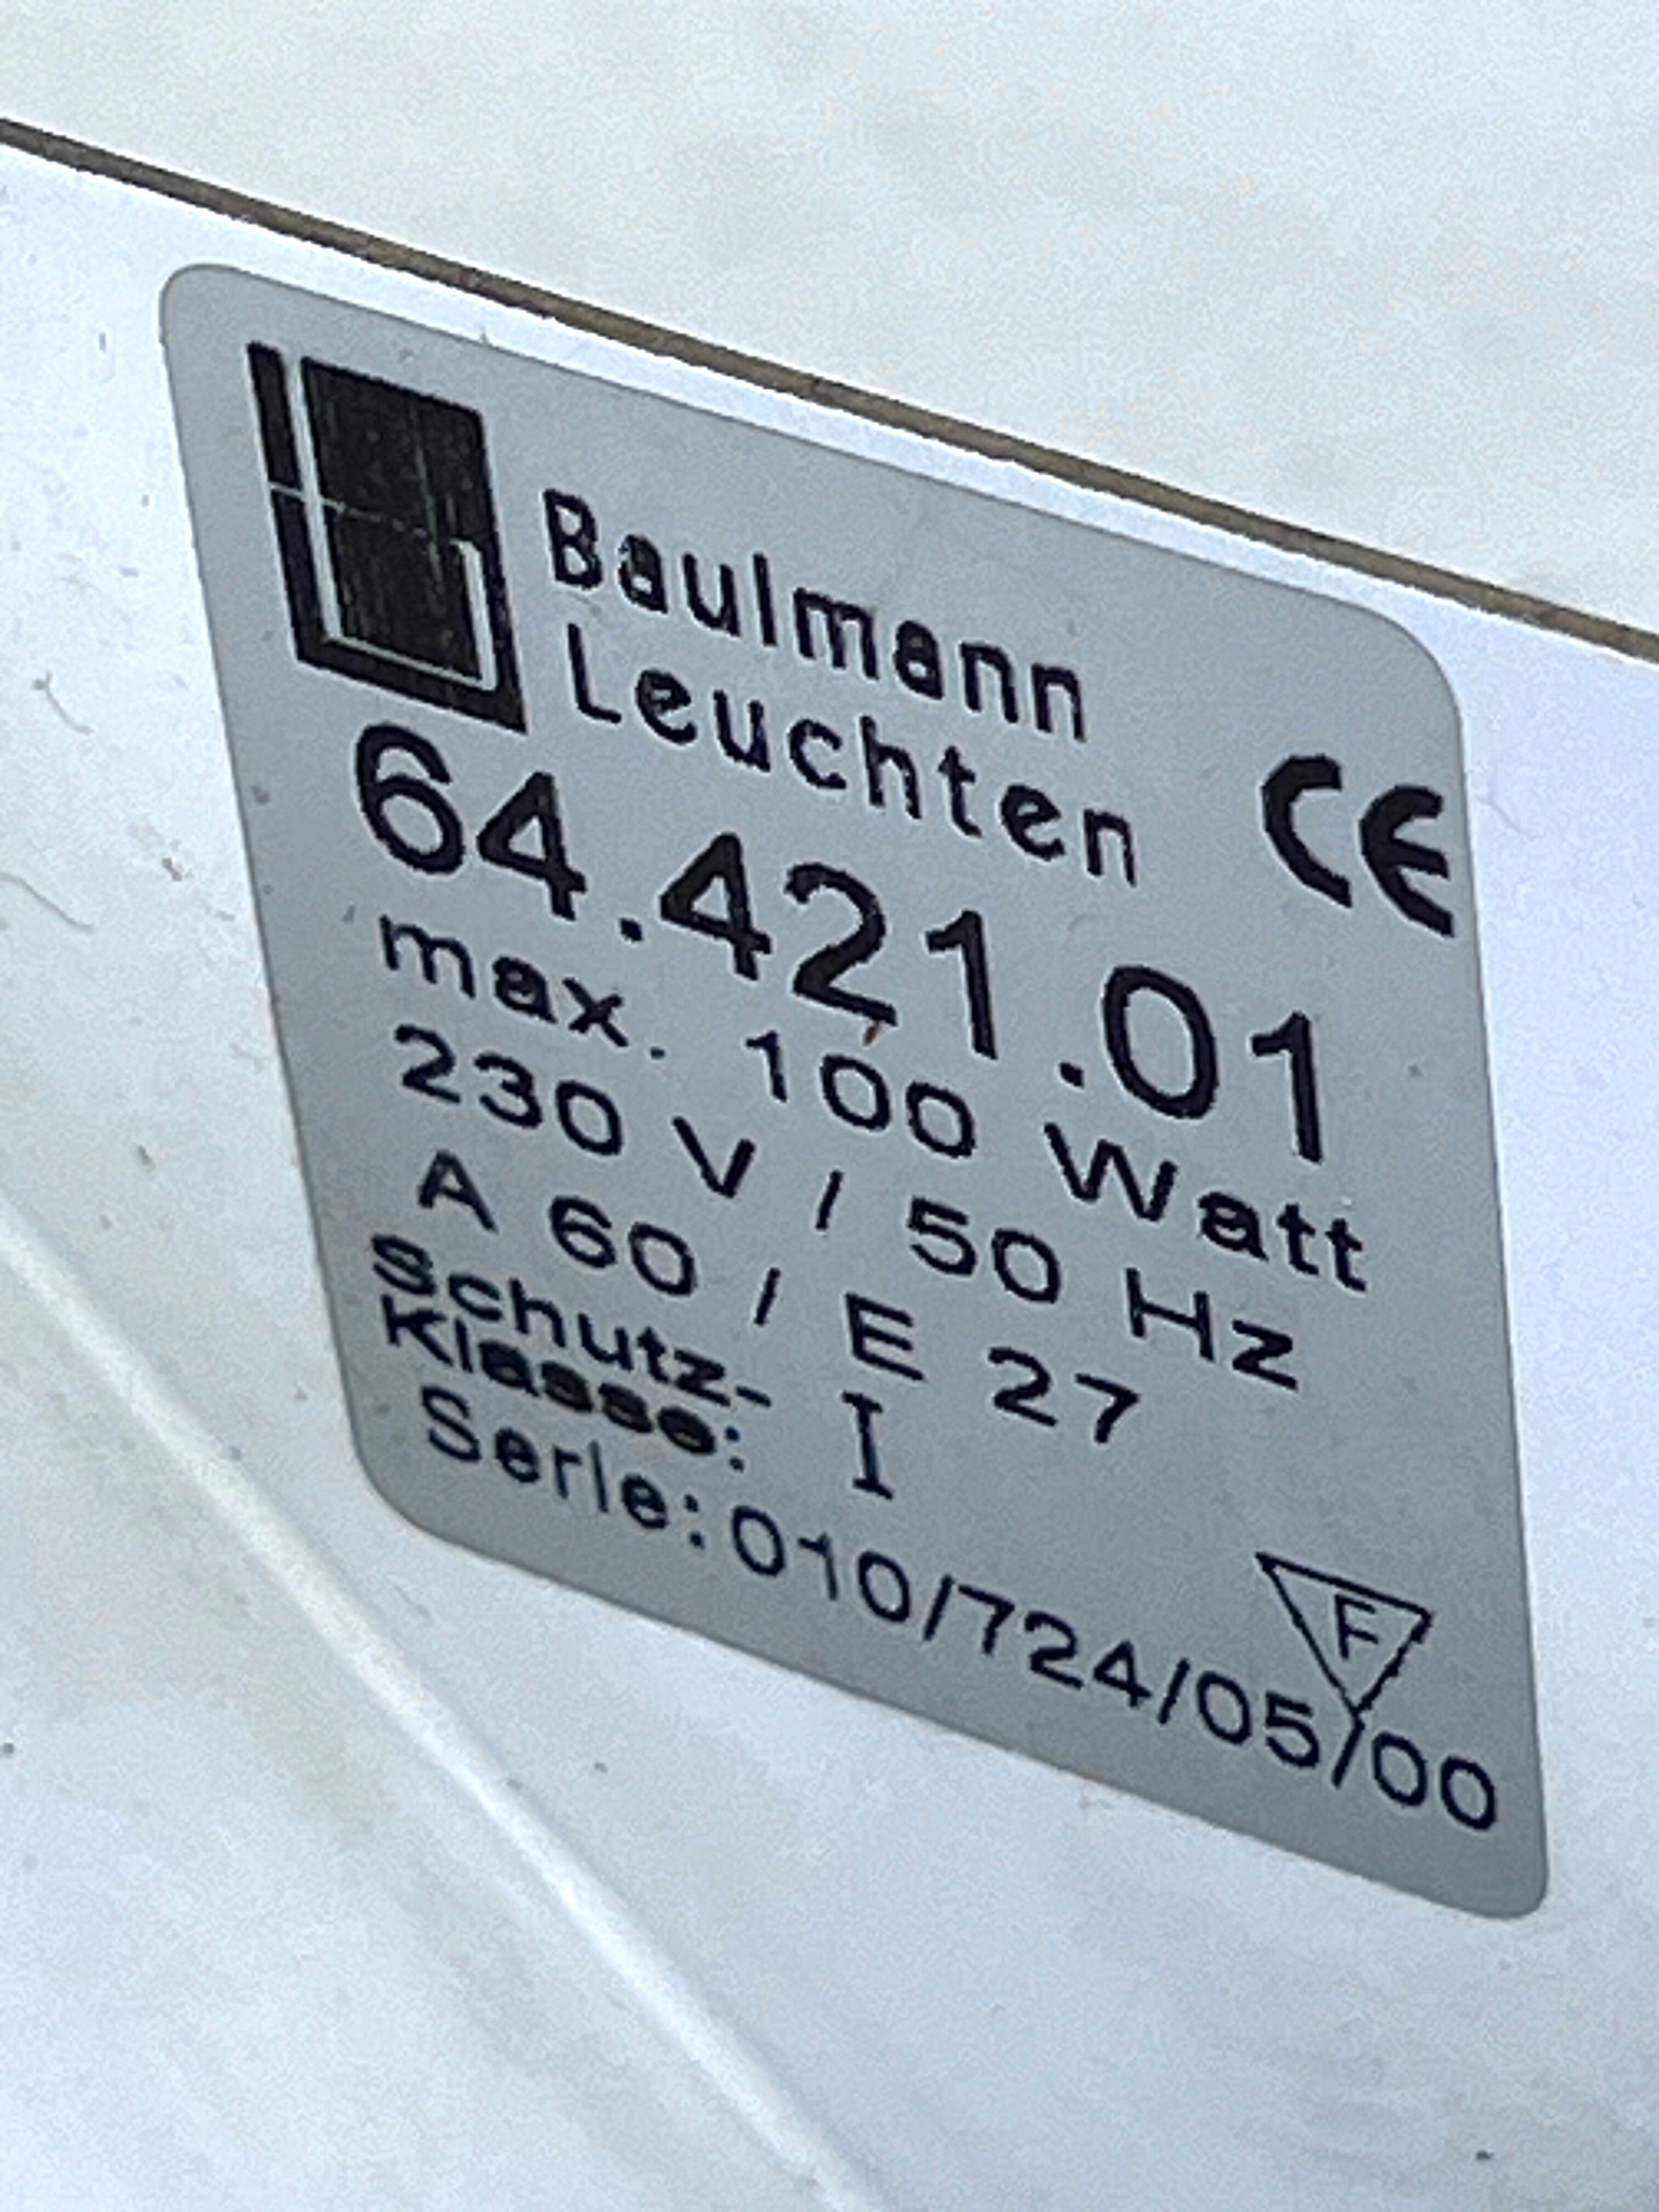 Baulmann
Leuchten
CE
64.421.01
max. 100 Watt
230 V / 50 Hz
A 60 / E 27
Schutz-
Klasse: I
F
Serie: 010/724/05/00